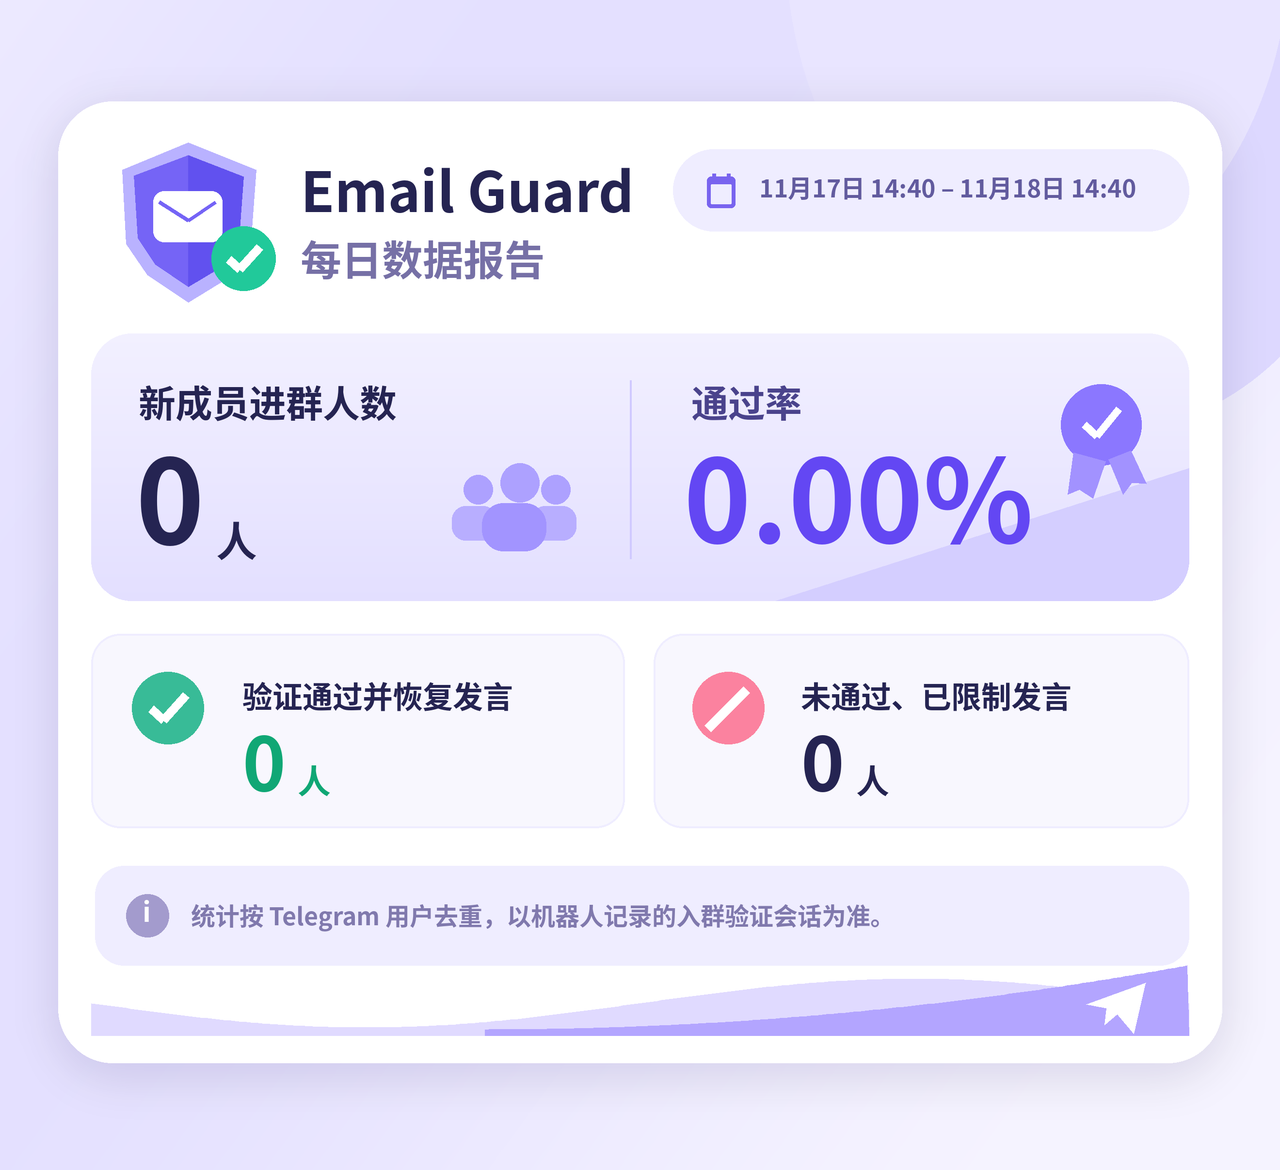 Email Guard
每日数据报告
11月17日 14:40 – 11月18日 14:40
新成员进群人数
0 人
通过率
0.00%
验证通过并恢复发言
0 人
未通过、已限制发言
0 人
i
统计按 Telegram 用户去重，以机器人记录的入群验证会话为准。